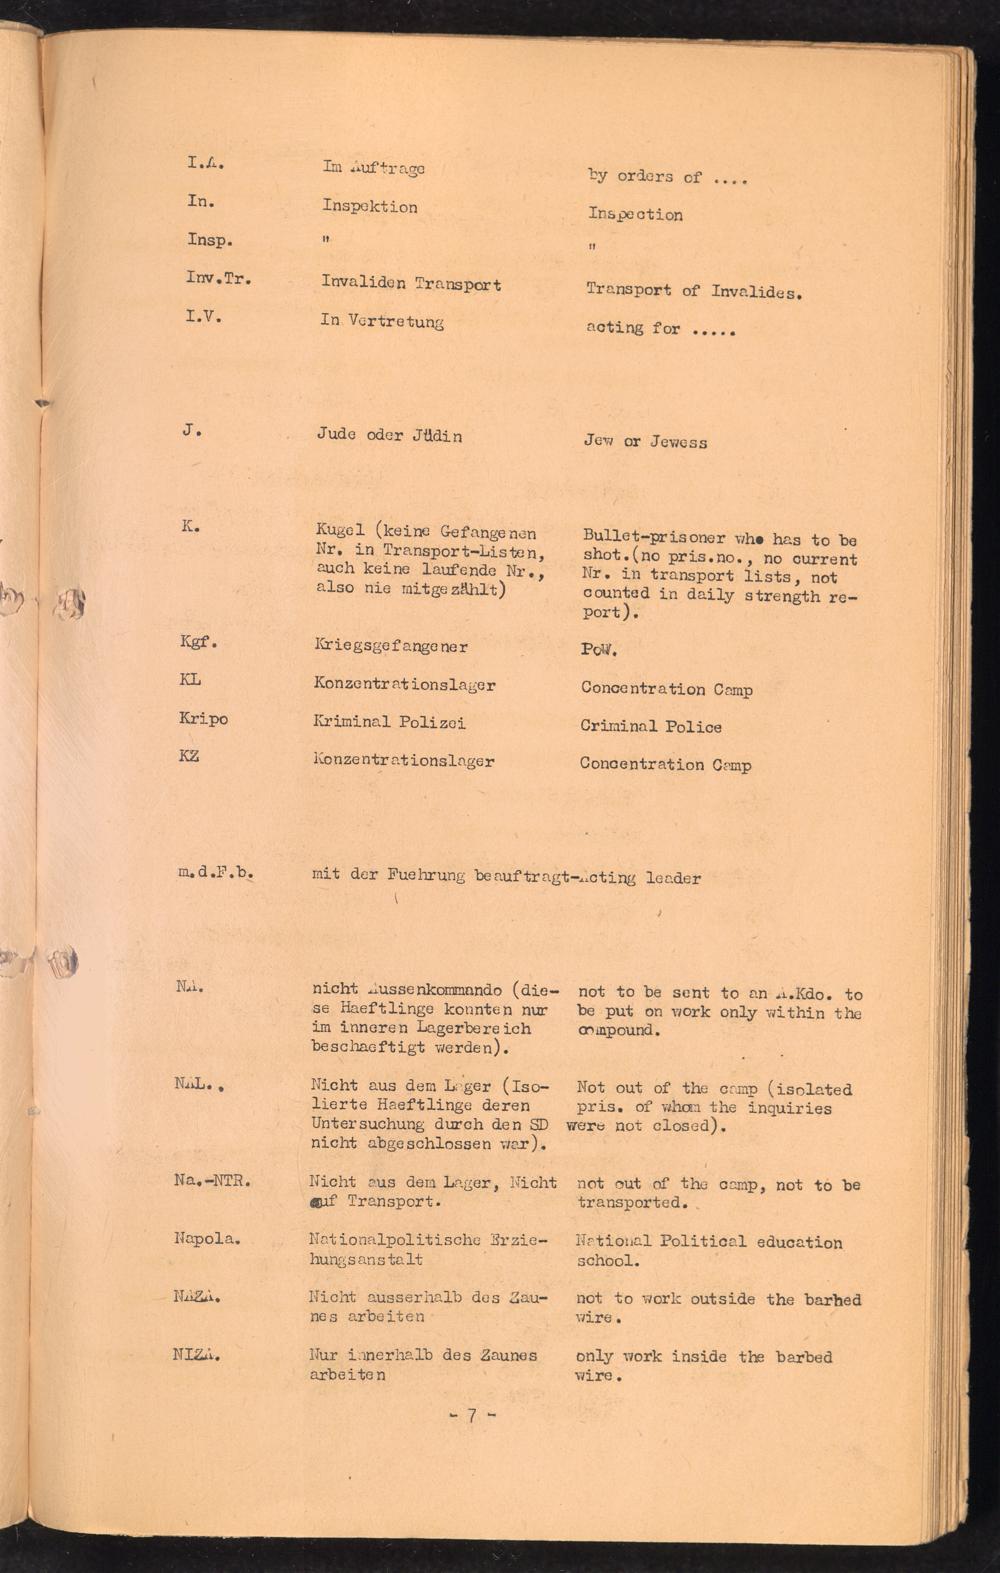 I.A. Im Auftrage by orders of ....
In. Inspektion Inspection
Insp. " "
Inv.Tr. Invaliden Transport Transport of Invalides.
I.V. In Vertretung acting for .....
J. Jude oder Jüdin Jew or Jewess
K. Kugel (keine Gefangenen Bullet-prisoner who has to be
Nr. in Transport-Listen, shot.(no pris.no., no current
auch keine laufende Nr., Nr. in transport lists, not
also nie mitgezählt) counted in daily strength re-
port).
Kgf. Kriegsgefangener PoW.
KL Konzentrationslager Concentration Camp
Kripo Kriminal Polizei Criminal Police
KZ Konzentrationslager Concentration Camp
m.d.F.b. mit der Fuehrung beauftragt-Acting leader
NA. nicht Aussenkommando (die- not to be sent to an A.Kdo. to
se Haeftlinge konnten nur be put on work only within the
im inneren Lagerbereich compound.
beschaeftigt werden).
NAL.. Nicht aus dem Lager (Iso- Not out of the camp (isolated
lierte Haeftlinge deren pris. of whom the inquiries
Untersuchung durch den SD were not closed).
nicht abgeschlossen war).
Na.-NTR. Nicht aus dem Lager, Nicht not out of the camp, not to be
auf Transport. transported.
Napola. Nationalpolitische Erzie- National Political education
hungsanstalt school.
NAZA. Nicht ausserhalb des Zau- not to work outside the barhed
nes arbeiten wire.
NIZA. Nur innerhalb des Zaunes only work inside the barbed
arbeiten wire.
- 7 -